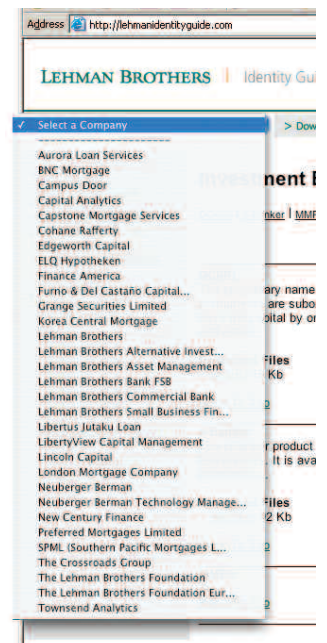 Address http://lehmanidentityguide.com
LEHMAN BROTHERS | Identity Gui
✓ Select a Company
> Dow
------------------------
Aurora Loan Services
BNC Mortgage
Campus Door
Capital Analytics
Capstone Mortgage Services
Cohane Rafferty
Edgeworth Capital
ELQ Hypotheken
Finance America
Furno & Del Castaño Capital...
Grange Securities Limited
Korea Central Mortgage
Lehman Brothers
Lehman Brothers Alternative Invest...
Lehman Brothers Asset Management
Lehman Brothers Bank FSB
Lehman Brothers Commercial Bank
Lehman Brothers Small Business Fin...
Libertus Jutaku Loan
LibertyView Capital Management
Lincoln Capital
London Mortgage Company
Neuberger Berman
Neuberger Berman Technology Manage...
New Century Finance
Preferred Mortgages Limited
SPML (Southern Pacific Mortgages L...
The Crossroads Group
The Lehman Brothers Foundation
The Lehman Brothers Foundation Eur...
Townsend Analytics
ment B
nker | MMF
ary name
are subo
pital by or
Files
Kb
r product
. It is ava
Files
2 Kb